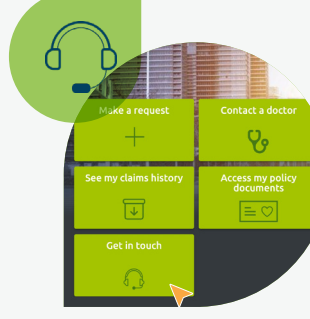 Make a request
Contact a doctor
See my claims history
Access my policy
documents
Get in touch